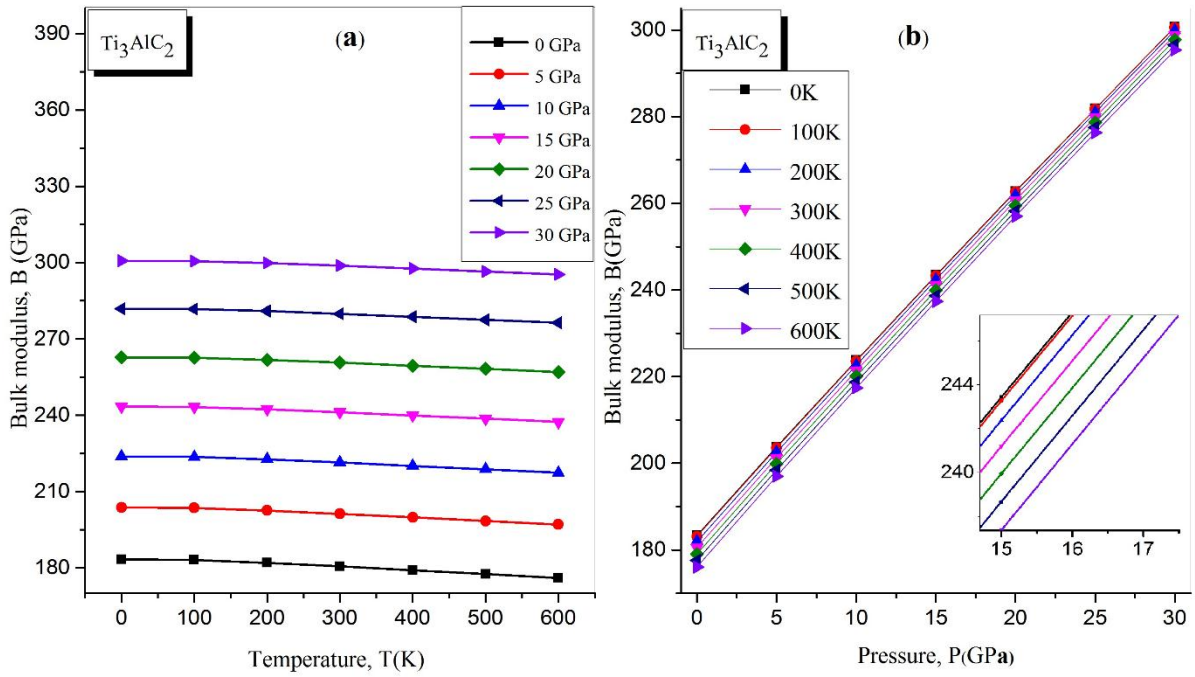 Ti3AlC2
(a)
0 GPa
5 GPa
10 GPa
15 GPa
20 GPa
25 GPa
30 GPa
390
360
330
300
270
240
210
180
Bulk modulus, B (GPa)
0 100 200 300 400 500 600
Temperature, T(K)
Ti3AlC2
(b)
0K
100K
200K
300K
400K
500K
600K
300
280
260
240
220
200
180
Bulk modulus, B(GPa)
244
240
15 16 17
0 5 10 15 20 25 30
Pressure, P(GPa)